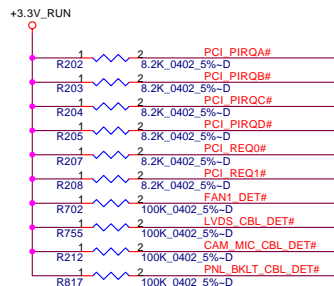 +3.3V_RUN
1 2 PCI_PIRQA#
R202 8.2K_0402_5%~D
1 2 PCI_PIRQB#
R203 8.2K_0402_5%~D
1 2 PCI_PIRQC#
R204 8.2K_0402_5%~D
1 2 PCI_PIRQD#
R205 8.2K_0402_5%~D
1 2 PCI_REQ0#
R207 8.2K_0402_5%~D
1 2 PCI_REQ1#
R208 8.2K_0402_5%~D
1 2 FAN1_DET#
R702 100K_0402_5%~D
1 2 LVDS_CBL_DET#
R755 100K_0402_5%~D
1 2 CAM_MIC_CBL_DET#
R212 100K_0402_5%~D
1 2 PNL_BKLT_CBL_DET#
R817 100K_0402_5%~D